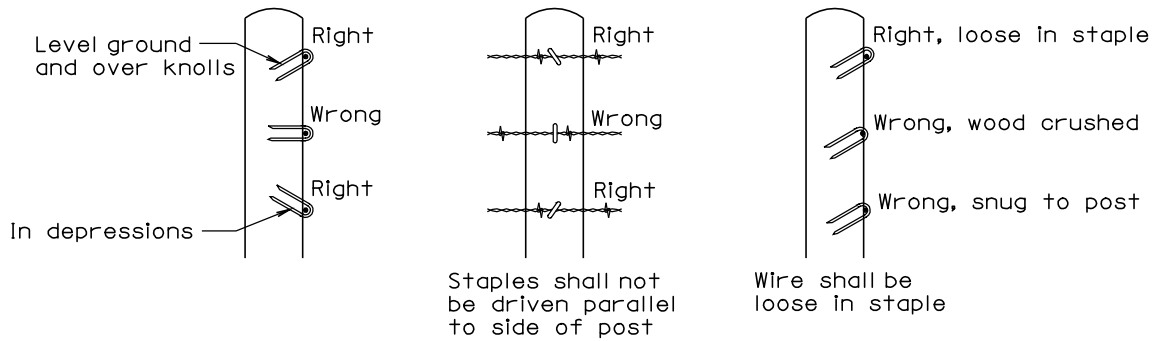 Right
Level ground
and over knolls
Wrong
Right
In depressions
Right
Wrong
Right
Staples shall not
be driven parallel
to side of post
Right, loose in staple
Wrong, wood crushed
Wrong, snug to post
Wire shall be
loose in staple